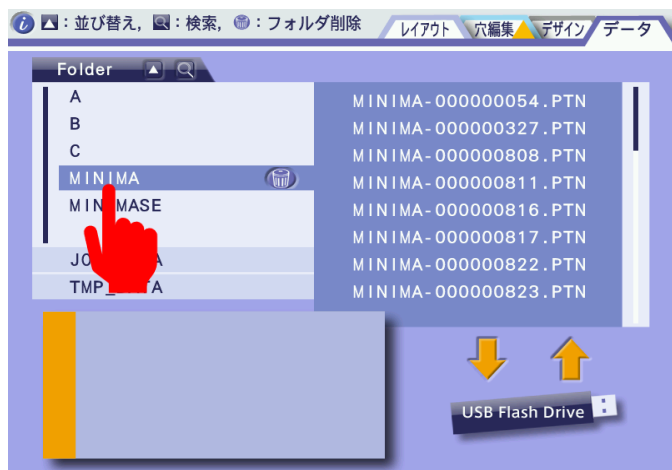 i ▲：並び替え，：検索，：フォルダ削除
レイアウト 穴編集 デザイン データ
Folder
A
B
C
MINIMA
MINIMASE
TMP_
MINIMA-000000054.PTN
MINIMA-000000327.PTN
MINIMA-000000808.PTN
MINIMA-000000811.PTN
MINIMA-000000816.PTN
MINIMA-000000817.PTN
MINIMA-000000822.PTN
MINIMA-000000823.PTN
USB Flash Drive